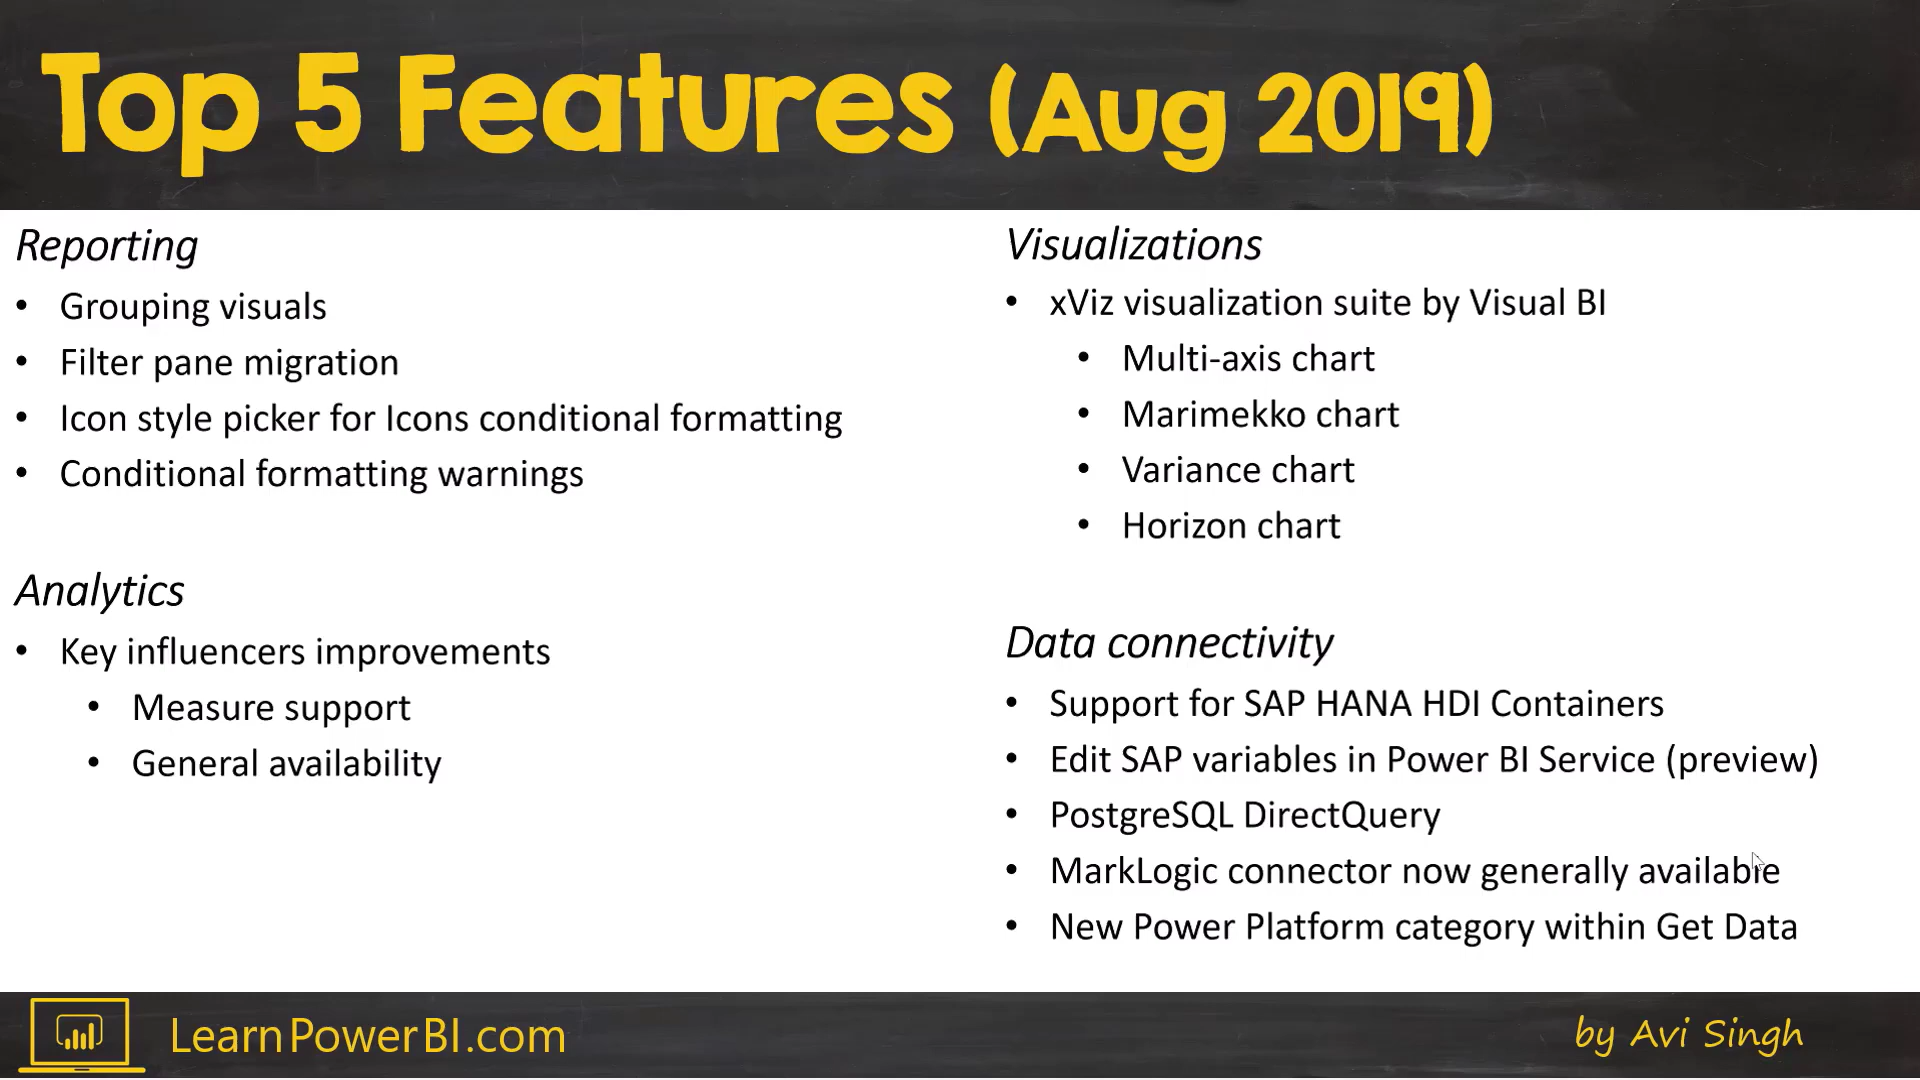 Top 5 Features (Aug 2019)
Reporting
• Grouping visuals
• Filter pane migration
• Icon style picker for Icons conditional formatting
• Conditional formatting warnings
Analytics
• Key influencers improvements
• Measure support
• General availability
Visualizations
• xViz visualization suite by Visual BI
• Multi-axis chart
• Marimekko chart
• Variance chart
• Horizon chart
Data connectivity
• Support for SAP HANA HDI Containers
• Edit SAP variables in Power BI Service (preview)
• PostgreSQL DirectQuery
• MarkLogic connector now generally available
• New Power Platform category within Get Data
LearnPowerBI.com
by Avi Singh